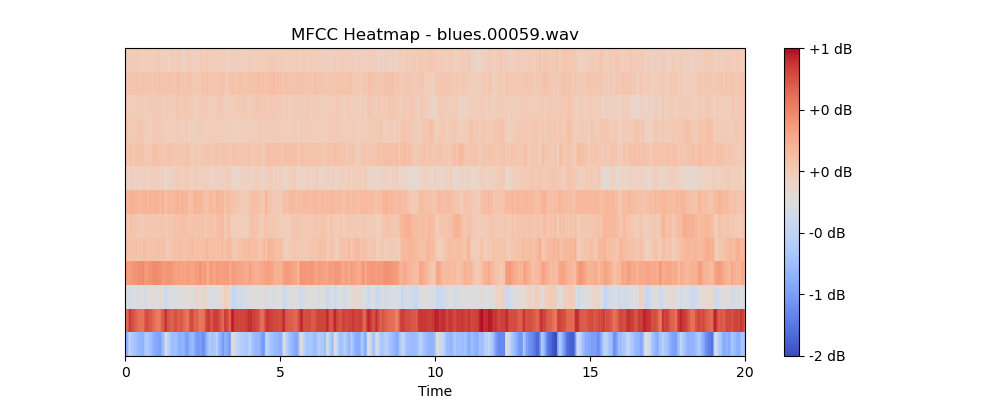 MFCC Heatmap - blues.00059.wav
+1 dB
+0 dB
+0 dB
-0 dB
-1 dB
-2 dB
0 5 10 15 20
Time